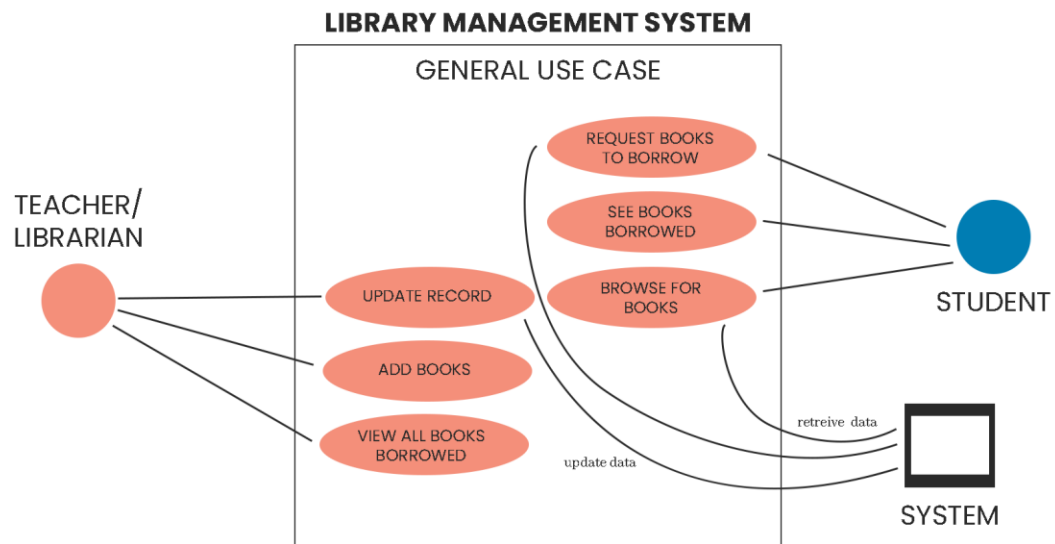 LIBRARY MANAGEMENT SYSTEM
GENERAL USE CASE
REQUEST BOOKS
TO BORROW
TEACHER/
LIBRARIAN
SEE BOOKS
BORROWED
UPDATE RECORD
BROWSE FOR
BOOKS
STUDENT
ADD BOOKS
VIEW ALL BOOKS
BORROWED
retreive data
update data
SYSTEM